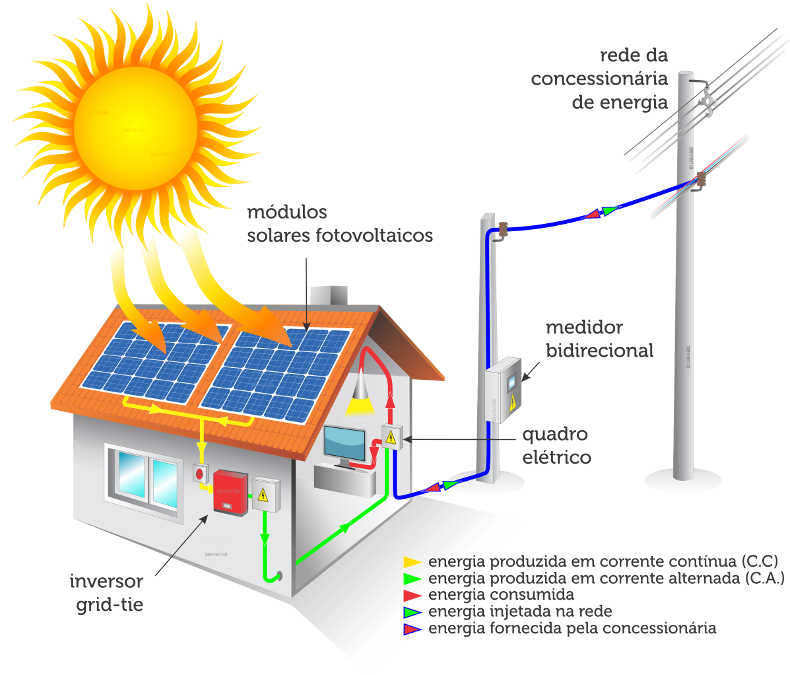 rede da
concessionária
de energia
módulos
solares fotovoltaicos
medidor
bidirecional
quadro
elétrico
inversor
grid-tie
energia produzida em corrente contínua (C.C)
energia produzida em corrente alternada (C.A.)
energia consumida
energia injetada na rede
energia fornecida pela concessionária